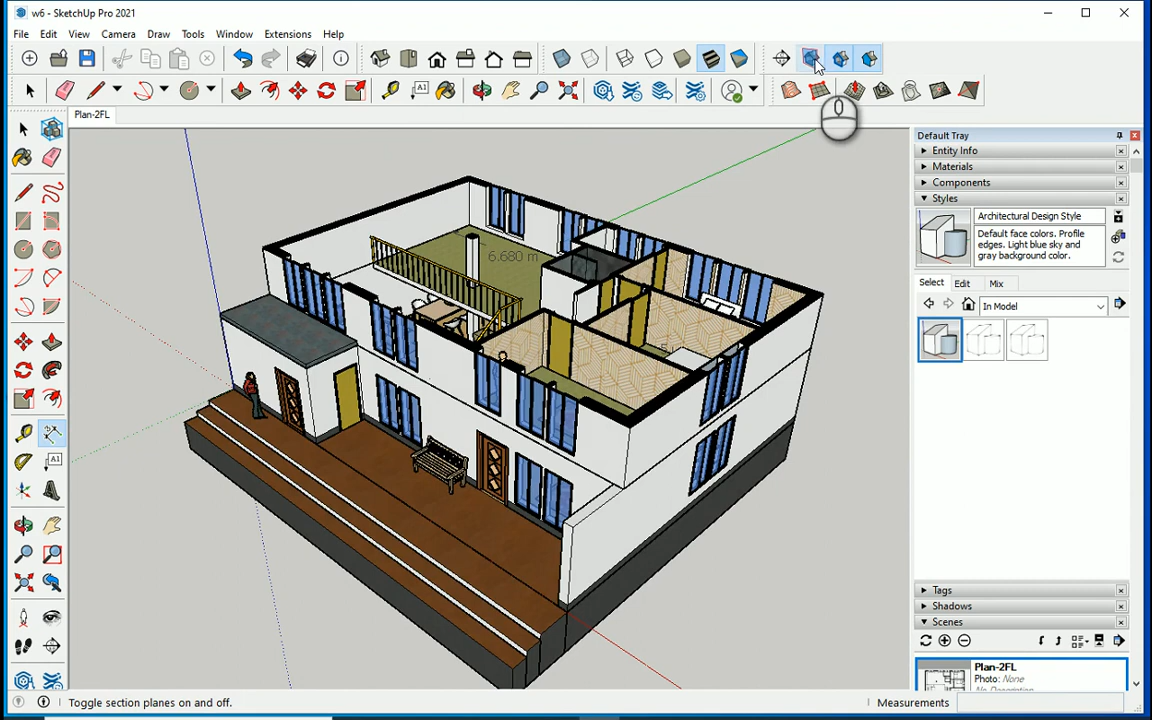 w6 - SketchUp Pro 2021
File Edit View Camera Draw Tools Window Extensions Help
Plan-2FL
Default Tray
Entity Info
Materials
Components
Styles
Architectural Design Style
Default face colors. Profile
edges. Light blue sky and
gray background color.
Select Edit Mix
In Model
6.680 m
Tags
Shadows
Scenes
Plan-2FL
Photo: None
No Description
Toggle section planes on and off.
Measurements